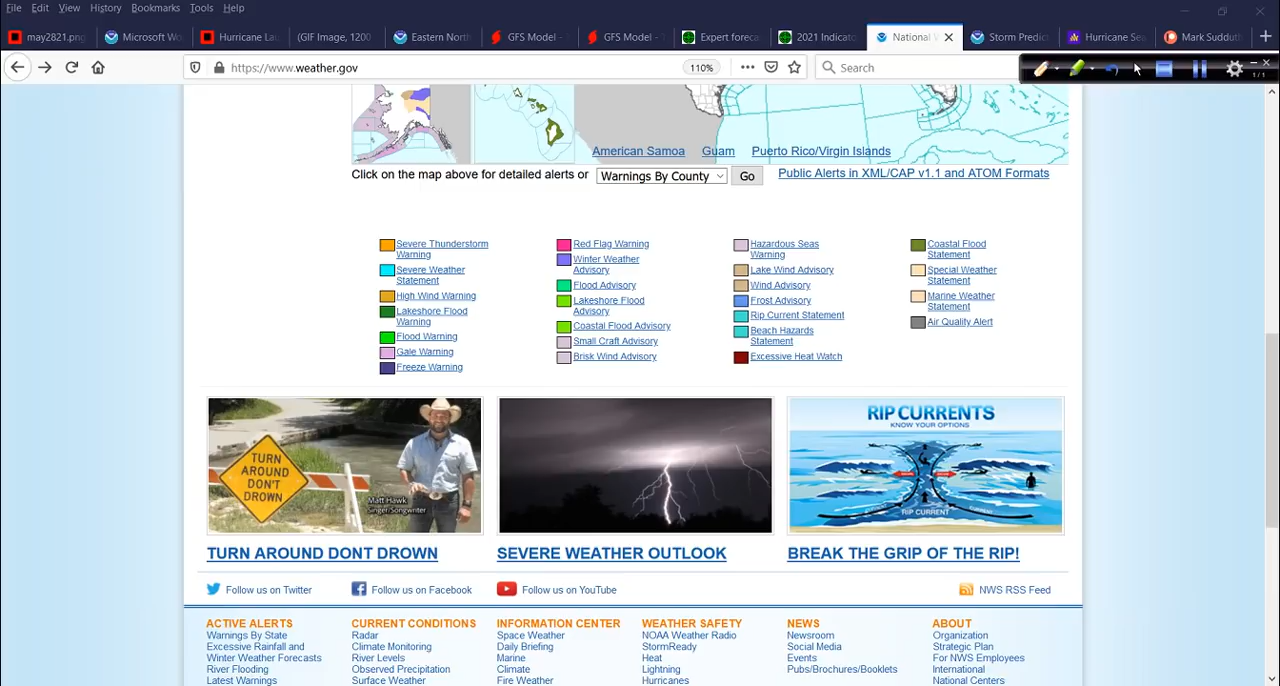 File Edit View History Bookmarks Tools Help
may2821.png
Microsoft Wo
Hurricane Lau
(GIF Image, 1200
Eastern North
GFS Model -
GFS Model -
Expert foreca
2021 Indicato
National W
Storm Predic
Hurricane Sea
Mark Sudduth
https://www.weather.gov
110%
Search
1/1
American Samoa Guam Puerto Rico/Virgin Islands
Click on the map above for detailed alerts or Warnings By County Go Public Alerts in XML/CAP v1.1 and ATOM Formats
Severe Thunderstorm
Warning
Severe Weather
Statement
High Wind Warning
Lakeshore Flood
Warning
Flood Warning
Gale Warning
Freeze Warning
Red Flag Warning
Winter Weather
Advisory
Flood Advisory
Lakeshore Flood
Advisory
Coastal Flood Advisory
Small Craft Advisory
Brisk Wind Advisory
Hazardous Seas
Warning
Lake Wind Advisory
Wind Advisory
Frost Advisory
Rip Current Statement
Beach Hazards
Statement
Excessive Heat Watch
Coastal Flood
Statement
Special Weather
Statement
Marine Weather
Statement
Air Quality Alert
TURN
AROUND
DON'T
DROWN
Matt Hawk
Singer/Songwriter
RIP CURRENTS
KNOW YOUR OPTIONS
RIP CURRENT
TURN AROUND DONT DROWN
SEVERE WEATHER OUTLOOK
BREAK THE GRIP OF THE RIP!
Follow us on Twitter
Follow us on Facebook
Follow us on YouTube
NWS RSS Feed
ACTIVE ALERTS
Warnings By State
Excessive Rainfall and
Winter Weather Forecasts
River Flooding
Latest Warnings
CURRENT CONDITIONS
Radar
Climate Monitoring
River Levels
Observed Precipitation
Surface Weather
INFORMATION CENTER
Space Weather
Daily Briefing
Marine
Climate
Fire Weather
WEATHER SAFETY
NOAA Weather Radio
StormReady
Heat
Lightning
Hurricanes
NEWS
Newsroom
Social Media
Events
Pubs/Brochures/Booklets
ABOUT
Organization
Strategic Plan
For NWS Employees
International
National Centers